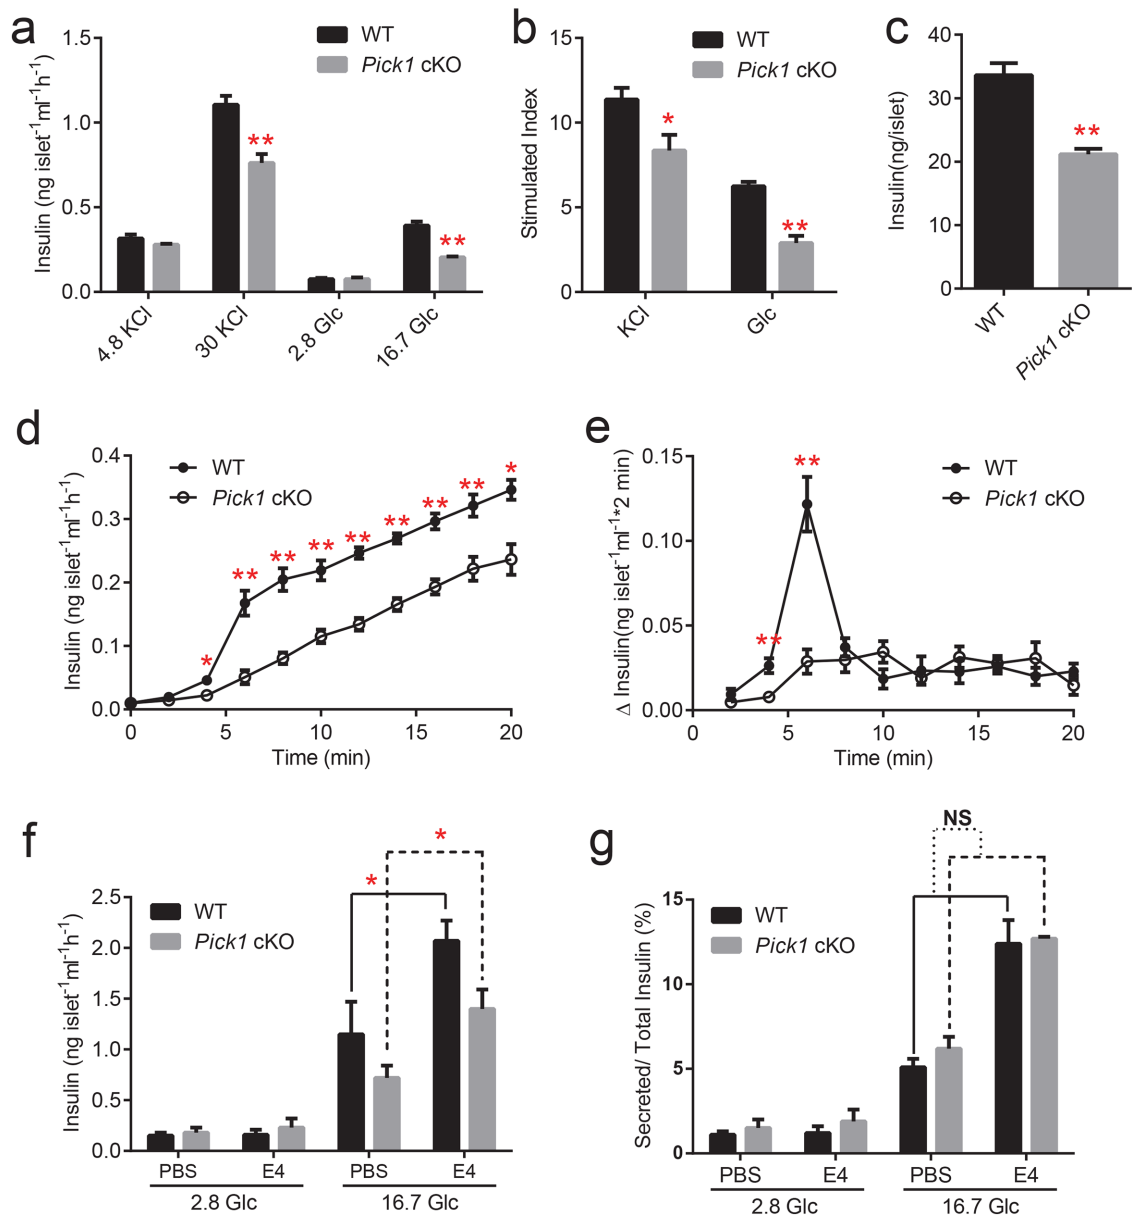 a
Insulin (ng islet⁻¹ml⁻¹h⁻¹)
1.5
1.0
0.5
0.0
WT
Pick1 cKO
**
**
4.8 KCl
30 KCl
2.8 Glc
16.7 Glc
b
Stimulated Index
15
10
5
0
WT
Pick1 cKO
*
**
KCl
Glc
c
Insulin(ng/islet)
40
30
20
10
0
**
WT
Pick1 cKO
d
Insulin (ng islet⁻¹ml⁻¹h⁻¹)
0.4
0.3
0.2
0.1
0.0
WT
Pick1 cKO
*
**
**
**
**
**
**
**
*
0
5
10
15
20
Time (min)
e
Δ Insulin(ng islet⁻¹ml⁻¹*2 min)
0.15
0.10
0.05
0.00
WT
Pick1 cKO
**
**
0
5
10
15
20
Time (min)
f
Insulin (ng islet⁻¹ml⁻¹h⁻¹)
2.5
2.0
1.5
1.0
0.5
0.0
WT
Pick1 cKO
*
*
PBS
E4
PBS
E4
2.8 Glc
16.7 Glc
g
Secreted/ Total Insulin (%)
15
10
5
0
WT
Pick1 cKO
NS
PBS
E4
PBS
E4
2.8 Glc
16.7 Glc